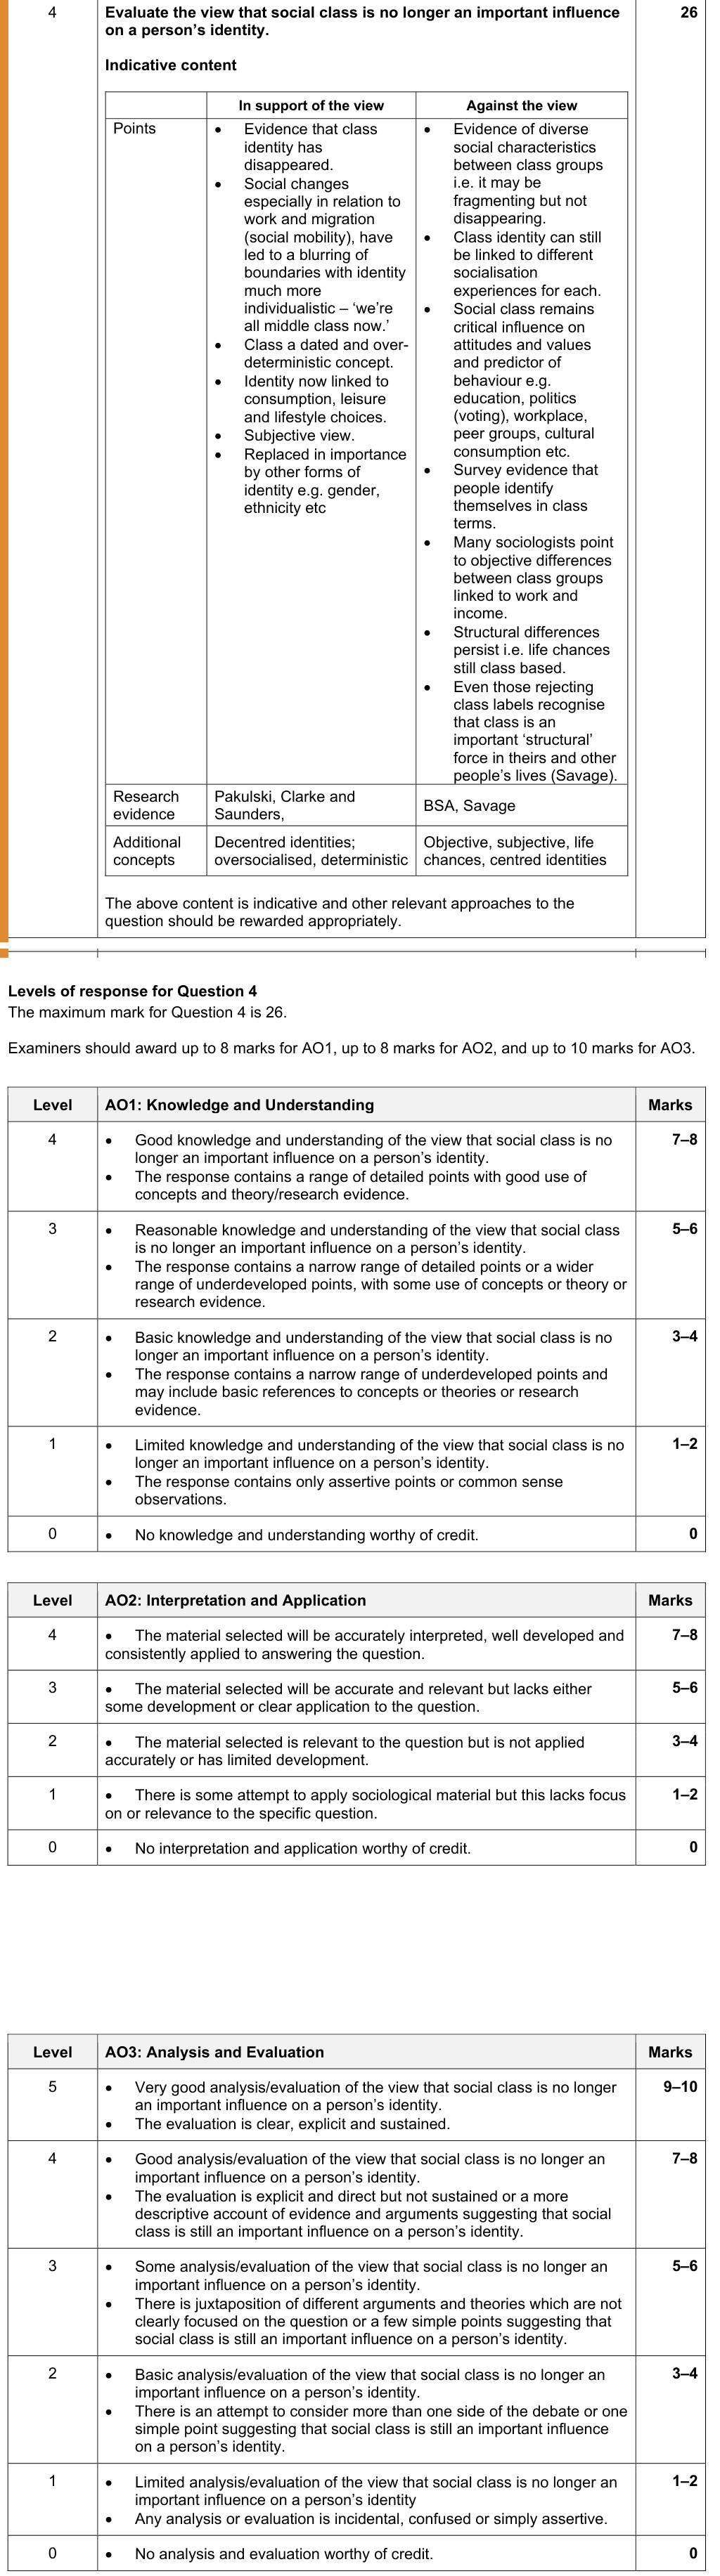 4 Evaluate the view that social class is no longer an important influence 26
on a person's identity.
Indicative content
In support of the view Against the view
Points
• Evidence that class
identity has
disappeared.
• Social changes
especially in relation to
work and migration
(social mobility), have
led to a blurring of
boundaries with identity
much more
individualistic – 'we're
all middle class now.'
• Class a dated and over-
deterministic concept.
• Identity now linked to
consumption, leisure
and lifestyle choices.
• Subjective view.
• Replaced in importance
by other forms of
identity e.g. gender,
ethnicity etc
• Evidence of diverse
social characteristics
between class groups
i.e. it may be
fragmenting but not
disappearing.
• Class identity can still
be linked to different
socialisation
experiences for each.
• Social class remains
critical influence on
attitudes and values
and predictor of
behaviour e.g.
education, politics
(voting), workplace,
peer groups, cultural
consumption etc.
• Survey evidence that
people identify
themselves in class
terms.
• Many sociologists point
to objective differences
between class groups
linked to work and
income.
• Structural differences
persist i.e. life chances
still class based.
• Even those rejecting
class labels recognise
that class is an
important 'structural'
force in theirs and other
people's lives (Savage).
Research
evidence
Pakulski, Clarke and
Saunders,
BSA, Savage
Additional
concepts
Decentred identities;
oversocialised, deterministic
Objective, subjective, life
chances, centred identities
The above content is indicative and other relevant approaches to the
question should be rewarded appropriately.
Levels of response for Question 4
The maximum mark for Question 4 is 26.
Examiners should award up to 8 marks for AO1, up to 8 marks for AO2, and up to 10 marks for AO3.
Level AO1: Knowledge and Understanding Marks
4 • Good knowledge and understanding of the view that social class is no 7–8
longer an important influence on a person's identity.
• The response contains a range of detailed points with good use of
concepts and theory/research evidence.
3 • Reasonable knowledge and understanding of the view that social class 5–6
is no longer an important influence on a person's identity.
• The response contains a narrow range of detailed points or a wider
range of underdeveloped points, with some use of concepts or theory or
research evidence.
2 • Basic knowledge and understanding of the view that social class is no 3–4
longer an important influence on a person's identity.
• The response contains a narrow range of underdeveloped points and
may include basic references to concepts or theories or research
evidence.
1 • Limited knowledge and understanding of the view that social class is no 1–2
longer an important influence on a person's identity.
• The response contains only assertive points or common sense
observations.
0 • No knowledge and understanding worthy of credit. 0
Level AO2: Interpretation and Application Marks
4 • The material selected will be accurately interpreted, well developed and 7–8
consistently applied to answering the question.
3 • The material selected will be accurate and relevant but lacks either 5–6
some development or clear application to the question.
2 • The material selected is relevant to the question but is not applied 3–4
accurately or has limited development.
1 • There is some attempt to apply sociological material but this lacks focus 1–2
on or relevance to the specific question.
0 • No interpretation and application worthy of credit. 0
Level AO3: Analysis and Evaluation Marks
5 • Very good analysis/evaluation of the view that social class is no longer 9–10
an important influence on a person's identity.
• The evaluation is clear, explicit and sustained.
4 • Good analysis/evaluation of the view that social class is no longer an 7–8
important influence on a person's identity.
• The evaluation is explicit and direct but not sustained or a more
descriptive account of evidence and arguments suggesting that social
class is still an important influence on a person's identity.
3 • Some analysis/evaluation of the view that social class is no longer an 5–6
important influence on a person's identity.
• There is juxtaposition of different arguments and theories which are not
clearly focused on the question or a few simple points suggesting that
social class is still an important influence on a person's identity.
2 • Basic analysis/evaluation of the view that social class is no longer an 3–4
important influence on a person's identity.
• There is an attempt to consider more than one side of the debate or one
simple point suggesting that social class is still an important influence
on a person's identity.
1 • Limited analysis/evaluation of the view that social class is no longer an 1–2
important influence on a person's identity
• Any analysis or evaluation is incidental, confused or simply assertive.
0 • No analysis and evaluation worthy of credit. 0